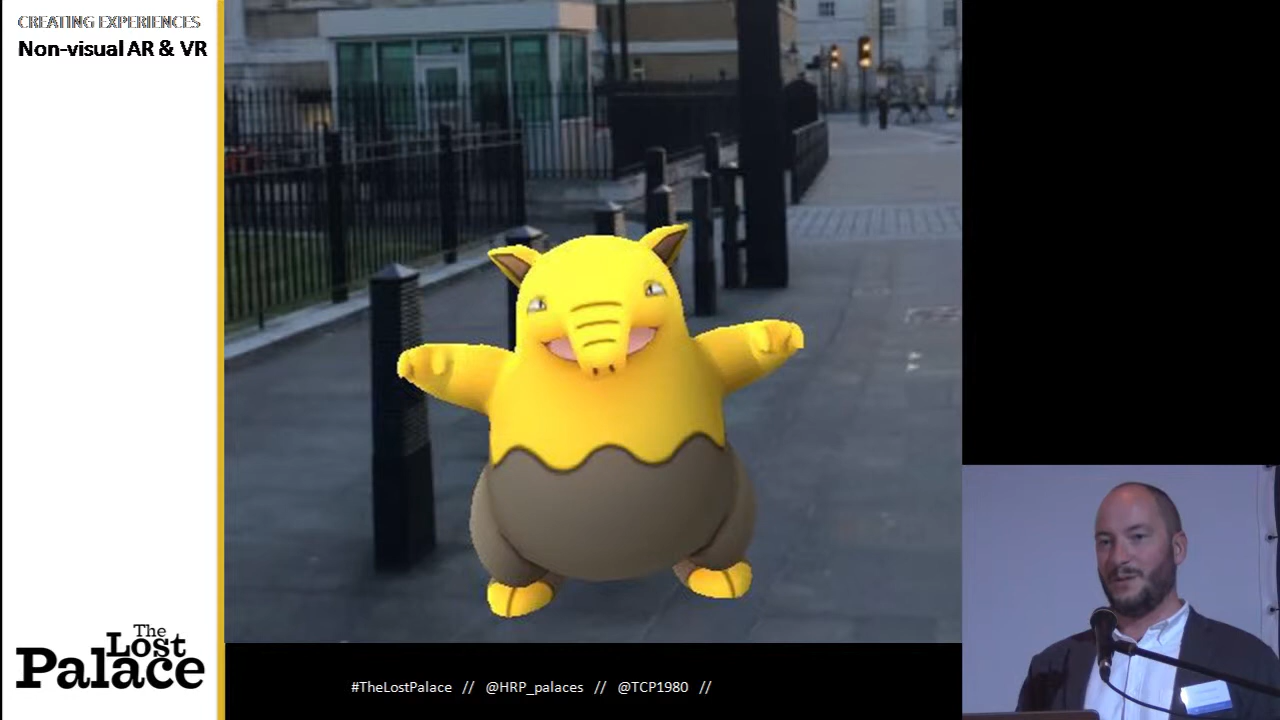 CREATING EXPERIENCES
Non-visual AR & VR
The
Lost
Palace
#TheLostPalace // @HRP_palaces // @TCP1980 //